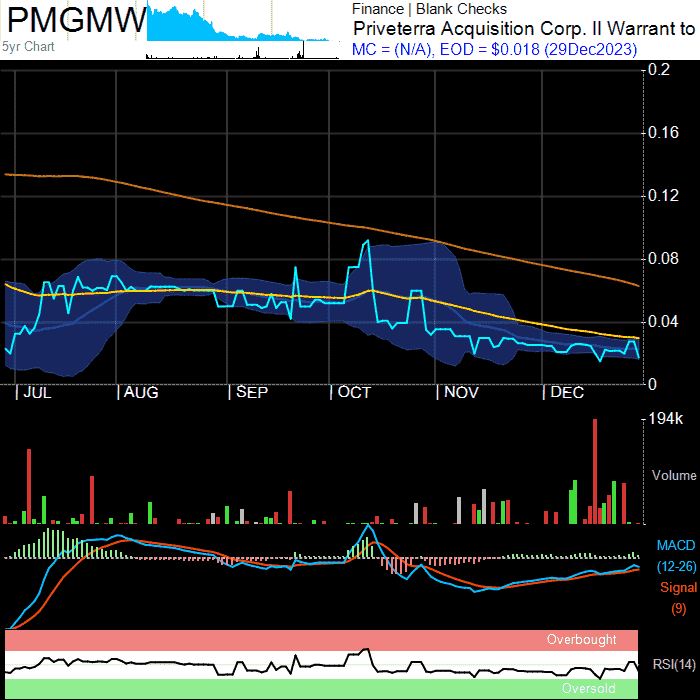 PMGMW
5yr Chart
Finance | Blank Checks
Priveterra Acquisition Corp. II Warrant to
MC = (N/A), EOD = $0.018 (29Dec2023)
0.2
0.16
0.12
0.08
0.04
0
JUL AUG SEP OCT NOV DEC
194k
Volume
MACD
(12-26)
Signal
(9)
Overbought
RSI(14)
Oversold